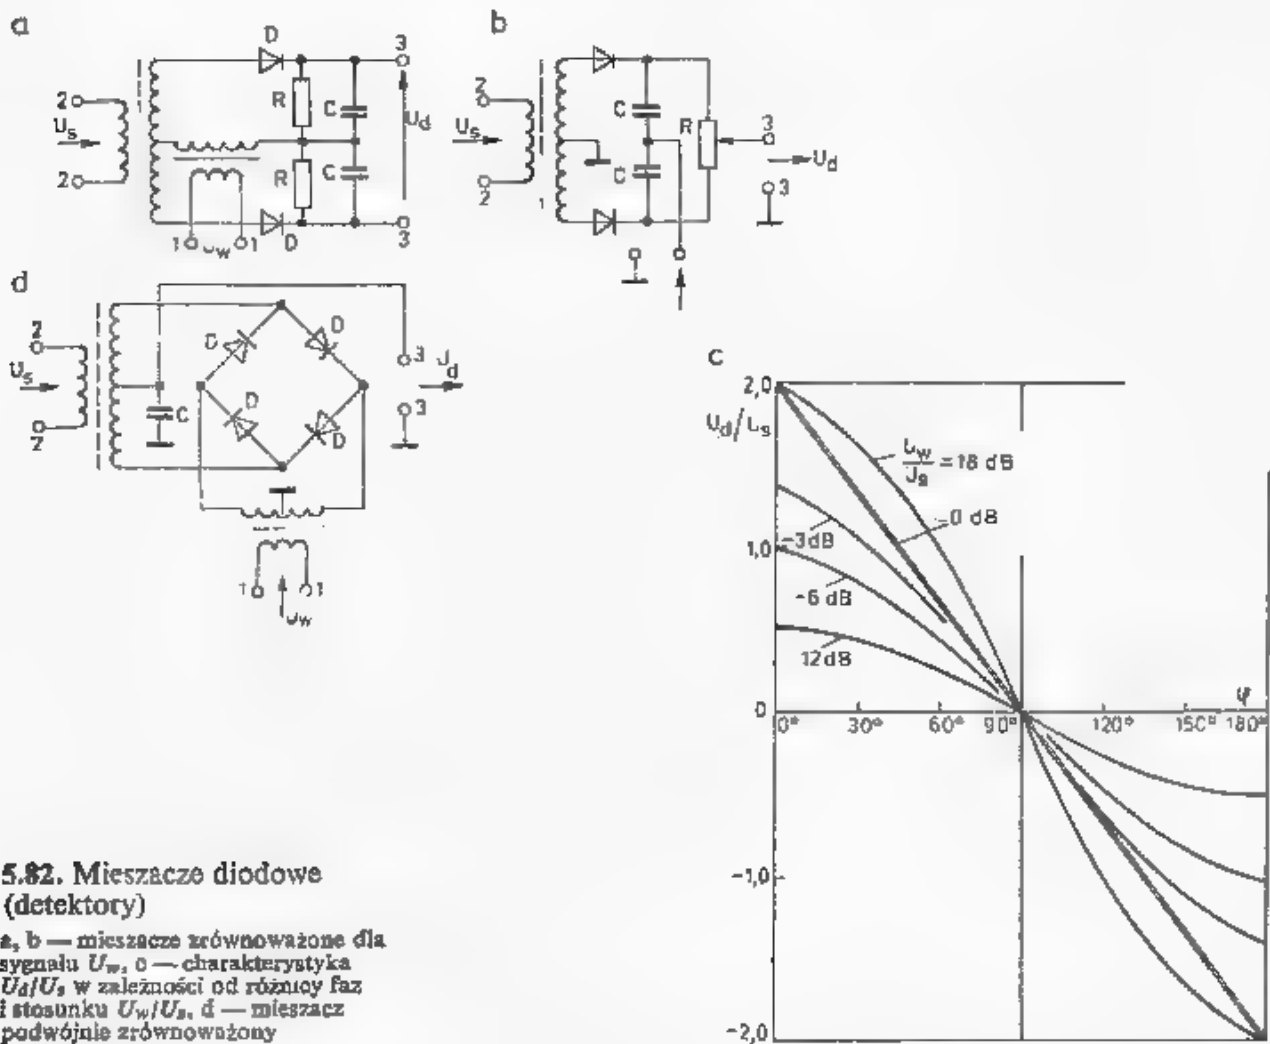 a
D
3
R
C
2
U_s
U_d
2
R
C
D
1
U_w
1
3
b
2
U_s
2
C
C
R
3
U_d
3
1
d
2
U_s
2
D
D
D
D
C
3
U_d
3
1
1
U_w
c
2,0
U_d/U_s
U_w/U_s = 18 dB
-0 dB
1,0
-3 dB
-6 dB
12 dB
0
0° 30° 60° 90° 120° 150° 180°
φ
-1,0
-2,0
5.82. Mieszacze diodowe
(detektory)
a, b — mieszacze zrównoważone dla
sygnału U_w, c — charakterystyka
U_d/U_s w zależności od różnicy faz
i stosunku U_w/U_s, d — mieszacz
podwójnie zrównoważony